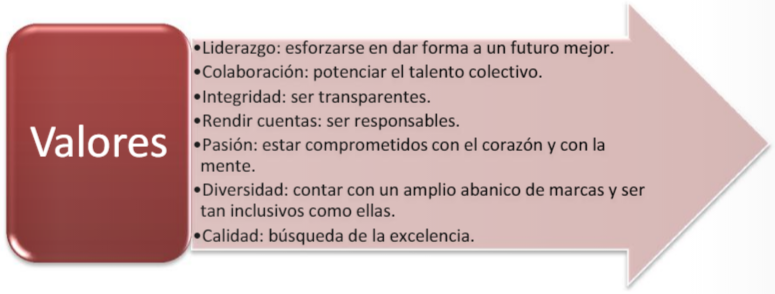 Valores
•Liderazgo: esforzarse en dar forma a un futuro mejor.
•Colaboración: potenciar el talento colectivo.
•Integridad: ser transparentes.
•Rendir cuentas: ser responsables.
•Pasión: estar comprometidos con el corazón y con la
mente.
•Diversidad: contar con un amplio abanico de marcas y ser
tan inclusivos como ellas.
•Calidad: búsqueda de la excelencia.